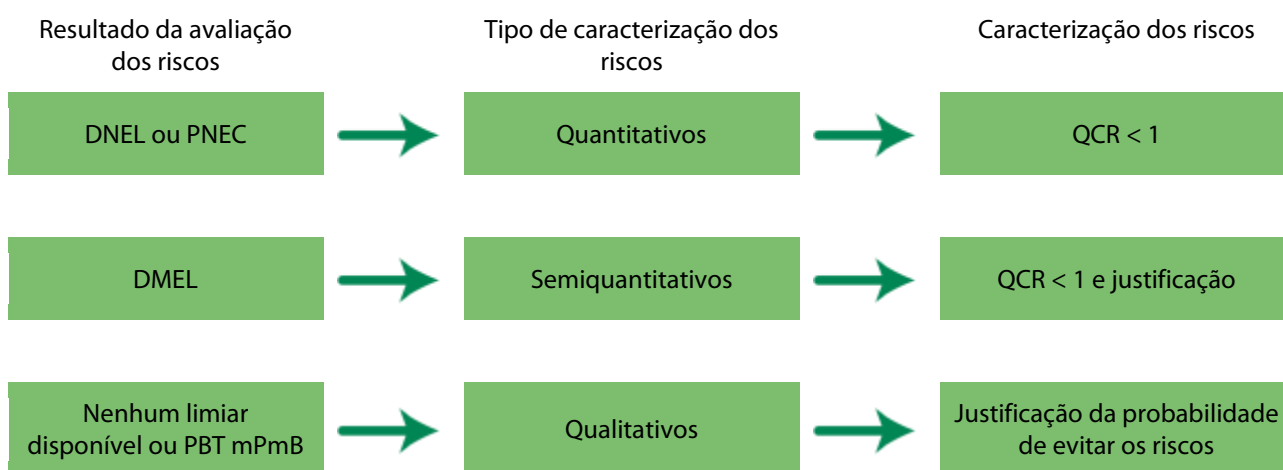 Resultado da avaliação
dos riscos
Tipo de caracterização dos
riscos
Caracterização dos riscos
DNEL ou PNEC
Quantitativos
QCR < 1
DMEL
Semiquantitativos
QCR < 1 e justificação
Nenhum limiar
disponível ou PBT mPmB
Qualitativos
Justificação da probabilidade
de evitar os riscos